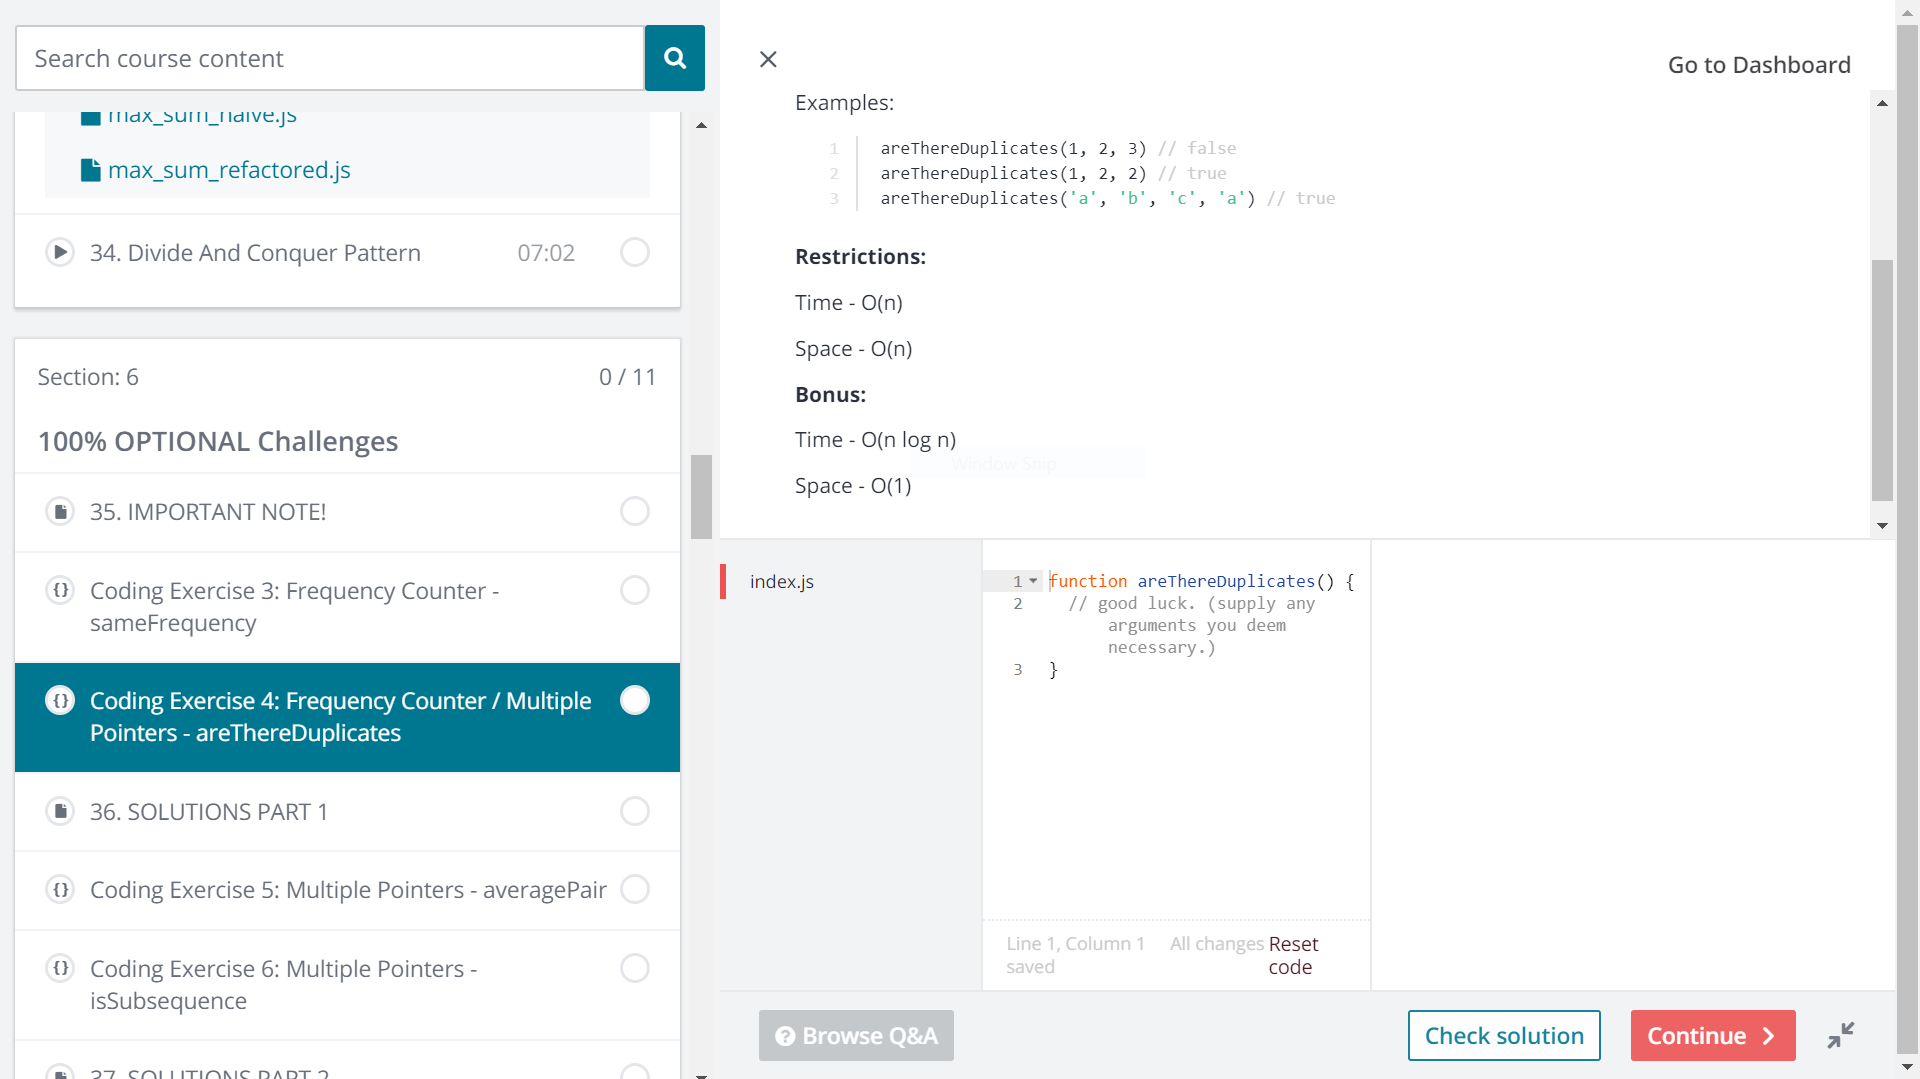 Search course content
max_sum_naive.js
max_sum_refactored.js
34. Divide And Conquer Pattern 07:02
Section: 6 0 / 11
100% OPTIONAL Challenges
35. IMPORTANT NOTE!
Coding Exercise 3: Frequency Counter -
sameFrequency
Coding Exercise 4: Frequency Counter / Multiple
Pointers - areThereDuplicates
36. SOLUTIONS PART 1
Coding Exercise 5: Multiple Pointers - averagePair
Coding Exercise 6: Multiple Pointers -
isSubsequence
37. SOLUTIONS PART 2
Go to Dashboard
Examples:
1 areThereDuplicates(1, 2, 3) // false
2 areThereDuplicates(1, 2, 2) // true
3 areThereDuplicates('a', 'b', 'c', 'a') // true
Restrictions:
Time - O(n)
Space - O(n)
Bonus:
Time - O(n log n)
Window Snip
Space - O(1)
index.js
1 function areThereDuplicates() {
2 // good luck. (supply any
arguments you deem
necessary.)
3 }
Line 1, Column 1 All changes
saved
Reset
code
Browse Q&A
Check solution
Continue